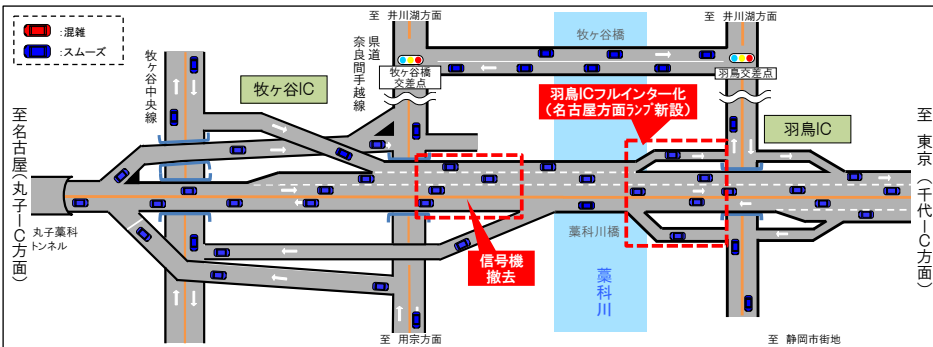 :混雑
:スムーズ
至 井川湖方面
至 井川湖方面
牧ヶ谷橋
県道
奈良間手越線
牧ヶ谷中央線
牧ヶ谷IC
牧ヶ谷橋
交差点
羽鳥交差点
羽鳥ICフルインター化
(名古屋方面ランプ新設)
羽鳥IC
至 名古屋(丸子IC方面)
至 東京(千代IC方面)
丸子藁科
トンネル
藁科川橋
信号機
撤去
藁科川
至 用宗方面
至 静岡市街地